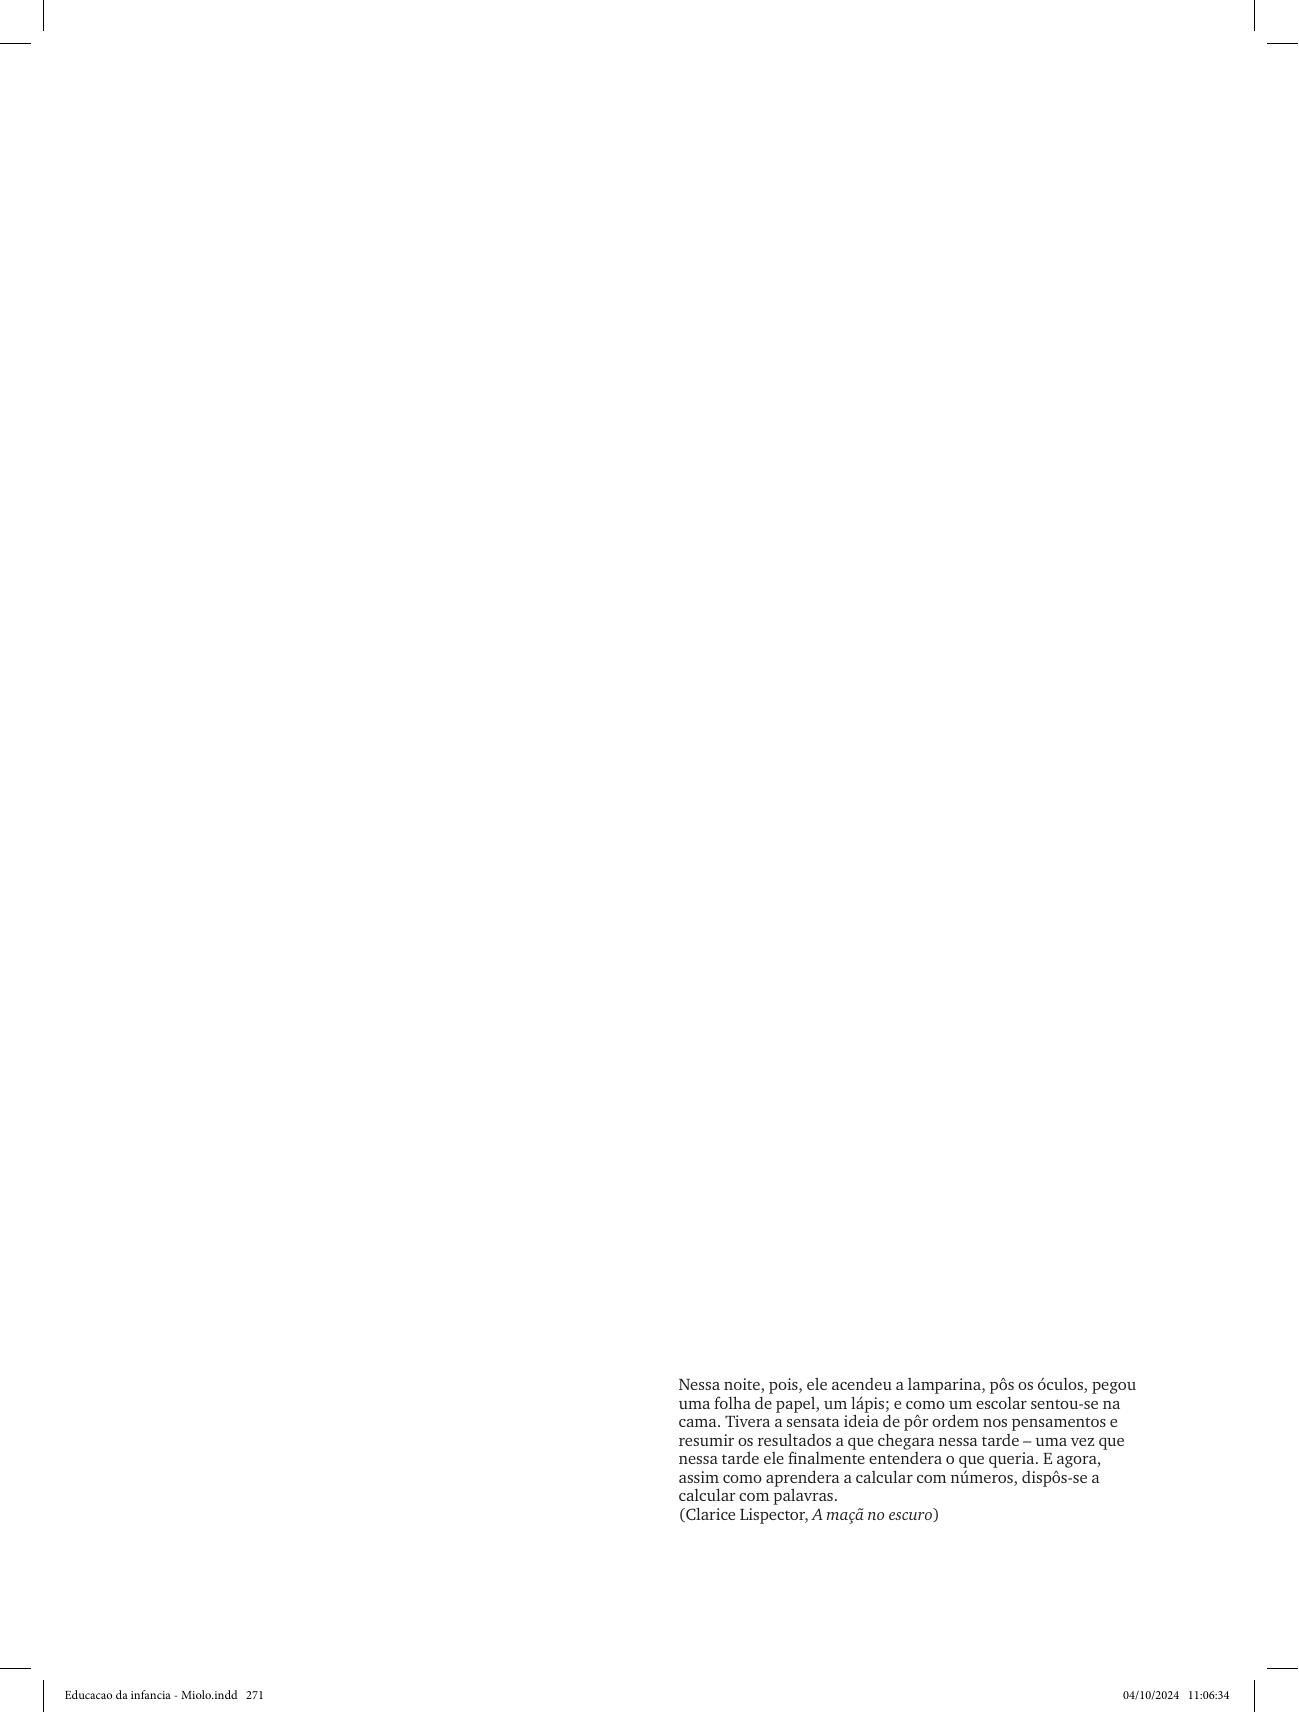 Nessa noite, pois, ele acendeu a lamparina, pôs os óculos, pegou
uma folha de papel, um lápis; e como um escolar sentou-se na
cama. Tivera a sensata ideia de pôr ordem nos pensamentos e
resumir os resultados a que chegara nessa tarde – uma vez que
nessa tarde ele finalmente entendera o que queria. E agora,
assim como aprendera a calcular com números, dispôs-se a
calcular com palavras.
(Clarice Lispector, A maçã no escuro)
Educacao da infancia - Miolo.indd 271
04/10/2024 11:06:34